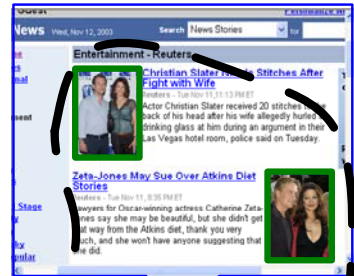 Guest
News Wed, Nov 12, 2003
Search News Stories for
Entertainment - Reuters
Christian Slater Stitches After
Fight with Wife
Reuters - Tue Nov 11, 11:13 PM ET
Actor Christian Slater received 20 stitches to
back of his head after his wife allegedly hurled
drinking glass at him during an argument in their
Las Vegas hotel room, police said on Tuesday.
Zeta-Jones May Sue Over Atkins Diet
Stories
Reuters - Tue Nov 11, 8:35 PM ET
Lawyers for Oscar-winning actress Catherine Zeta-
Jones say she may be beautiful, but she didn't get
that way from the Atkins diet, thank you very
much, and she won't have anyone suggesting that
she did.
Stage